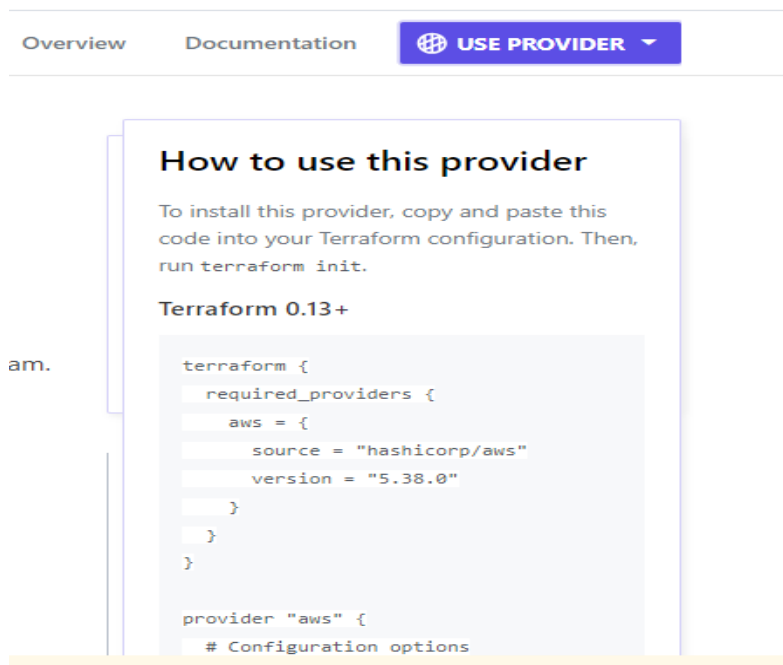 Overview Documentation USE PROVIDER
How to use this provider
To install this provider, copy and paste this
code into your Terraform configuration. Then,
run terraform init.
Terraform 0.13+
am.
terraform {
  required_providers {
    aws = {
      source = "hashicorp/aws"
      version = "5.38.0"
    }
  }
}

provider "aws" {
  # Configuration options